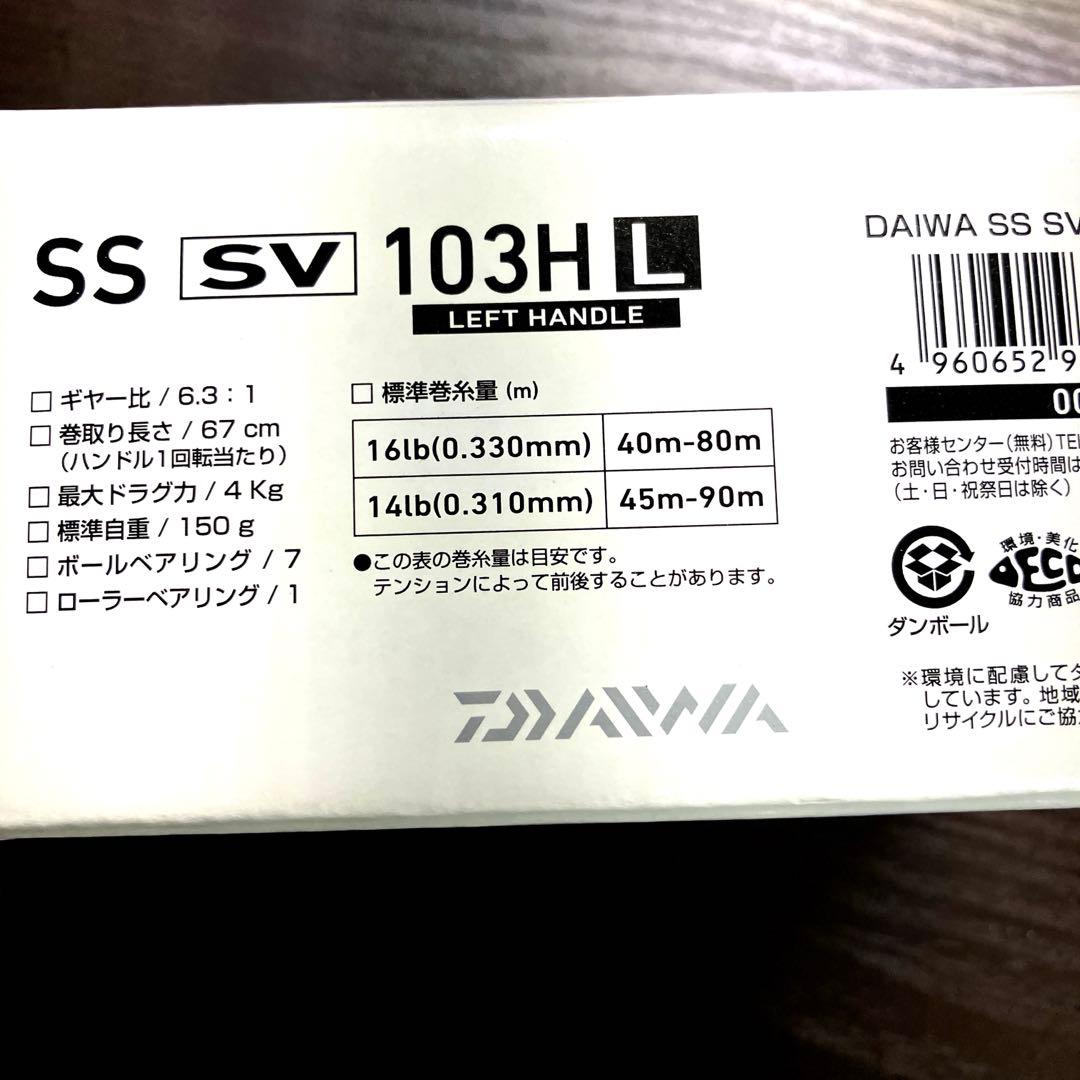 SS SV 103H L
LEFT HANDLE
□ ギヤー比 / 6.3：1
□ 巻取り長さ / 67 cm
（ハンドル1回転当たり）
□ 最大ドラグ力 / 4 Kg
□ 標準自重 / 150 g
□ ボールベアリング / 7
□ ローラーベアリング / 1
□ 標準巻糸量 (m)
16lb(0.330mm) 40m-80m
14lb(0.310mm) 45m-90m
●この表の巻糸量は目安です。
テンションによって前後することがあります。
DAIWA
DAIWA SS SV
4 960652 9
00
お客様センター（無料）TEL
お問い合わせ受付時間は
（土・日・祝祭日は除く）
ダンボール
環境・美化
DECO
協力商品
※環境に配慮して
しています。地域
リサイクルにご協